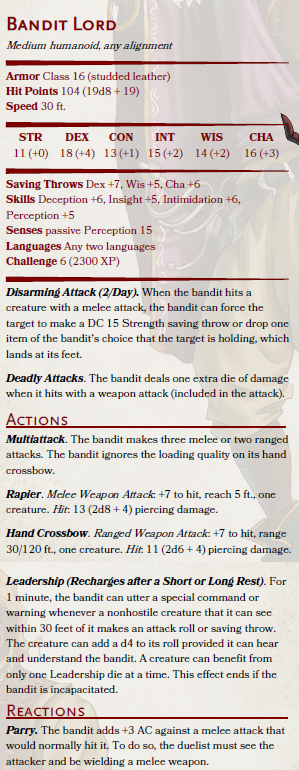 Bandit Lord
Medium humanoid, any alignment
Armor Class 16 (studded leather)
Hit Points 104 (19d8 + 19)
Speed 30 ft.
STR DEX CON INT WIS CHA
11 (+0) 18 (+4) 13 (+1) 15 (+2) 14 (+2) 16 (+3)
Saving Throws Dex +7, Wis +5, Cha +6
Skills Deception +6, Insight +5, Intimidation +6,
Perception +5
Senses passive Perception 15
Languages Any two languages
Challenge 6 (2300 XP)
Disarming Attack (2/Day). When the bandit hits a
creature with a melee attack, the bandit can force the
target to make a DC 15 Strength saving throw or drop one
item of the bandit's choice that the target is holding, which
lands at its feet.
Deadly Attacks. The bandit deals one extra die of damage
when it hits with a weapon attack (included in the attack).
Actions
Multiattack. The bandit makes three melee or two ranged
attacks. The bandit ignores the loading quality on its hand
crossbow.
Rapier. Melee Weapon Attack: +7 to hit, reach 5 ft., one
creature. Hit: 13 (2d8 + 4) piercing damage.
Hand Crossbow. Ranged Weapon Attack: +7 to hit, range
30/120 ft., one creature. Hit: 11 (2d6 + 4) piercing damage.
Leadership (Recharges after a Short or Long Rest). For
1 minute, the bandit can utter a special command or
warning whenever a nonhostile creature that it can see
within 30 feet of it makes an attack roll or saving throw.
The creature can add a d4 to its roll provided it can hear
and understand the bandit. A creature can benefit from
only one Leadership die at a time. This effect ends if the
bandit is incapacitated.
Reactions
Parry. The bandit adds +3 AC against a melee attack that
would normally hit it. To do so, the duelist must see the
attacker and be wielding a melee weapon.